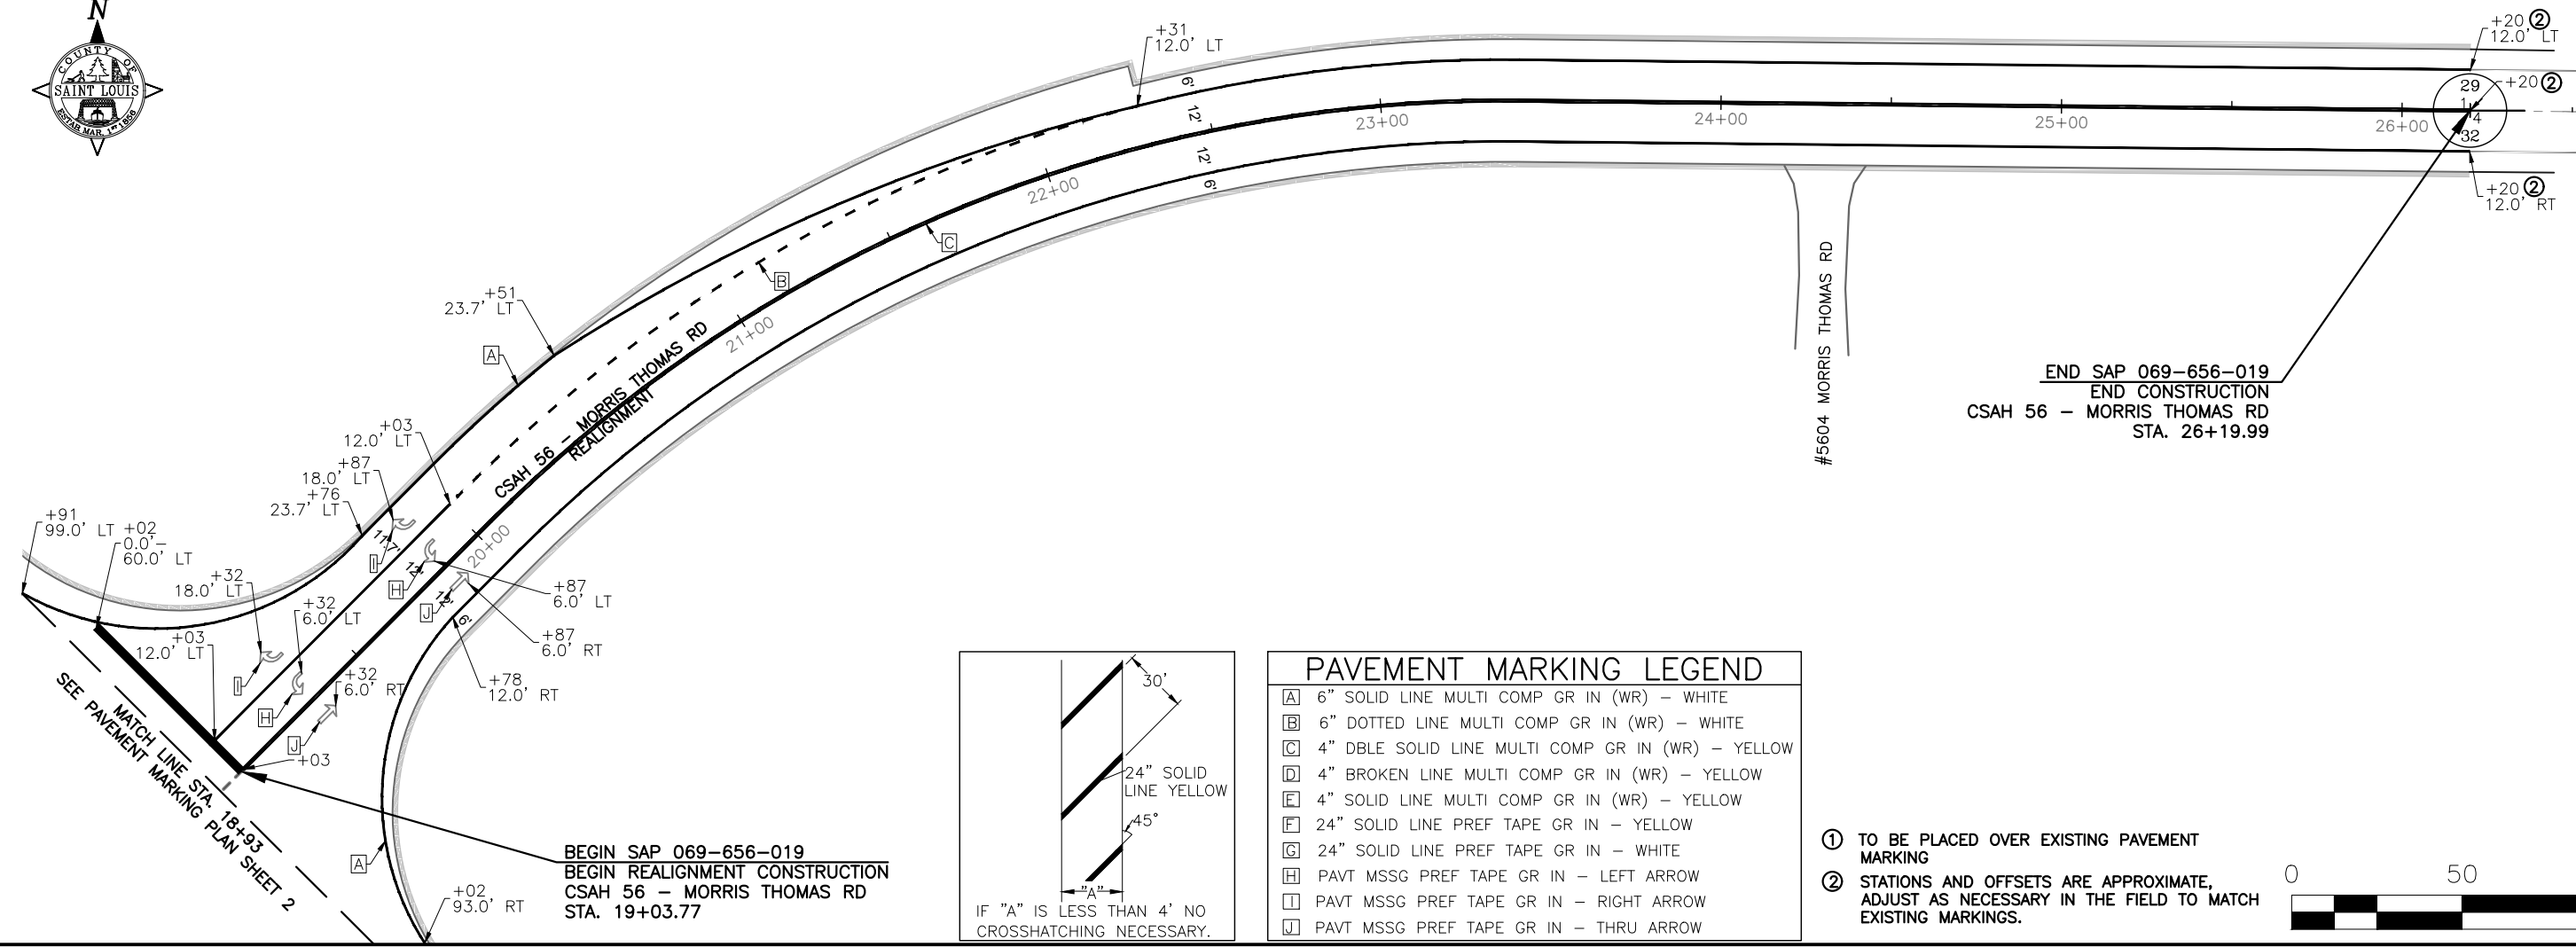 N
COUNTY OF
SAINT LOUIS
ESTAB MAR. 1ST 1856
+31
12.0' LT
6'
12'
12'
6'
23+00
24+00
25+00
26+00
+20 ②
12.0' LT
+20 ②
29
1
4
32
+20 ②
12.0' RT
22+00
C
B
21+00
+51
23.7' LT
A
CSAH 56 – MORRIS THOMAS RD
REALIGNMENT
#5604 MORRIS THOMAS RD
END SAP 069–656–019
END CONSTRUCTION
CSAH 56 – MORRIS THOMAS RD
STA. 26+19.99
+03
12.0' LT
+87
18.0' LT
+76
23.7' LT
+91
99.0' LT
+02
0.0'–
60.0' LT
11.7'
I
12'
H
20+00
J
12'
6'
+87
6.0' LT
+87
6.0' RT
+78
12.0' RT
+32
18.0' LT
+32
6.0' LT
+03
12.0' LT
I
H
J
+32
6.0' RT
+03
MATCH LINE STA. 18+93
SEE PAVEMENT MARKING PLAN SHEET 2
A
+02
93.0' RT
BEGIN SAP 069–656–019
BEGIN REALIGNMENT CONSTRUCTION
CSAH 56 – MORRIS THOMAS RD
STA. 19+03.77
30'
24" SOLID
LINE YELLOW
45°
"A"
IF "A" IS LESS THAN 4' NO
CROSSHATCHING NECESSARY.
PAVEMENT MARKING LEGEND
A 6" SOLID LINE MULTI COMP GR IN (WR) – WHITE
B 6" DOTTED LINE MULTI COMP GR IN (WR) – WHITE
C 4" DBLE SOLID LINE MULTI COMP GR IN (WR) – YELLOW
D 4" BROKEN LINE MULTI COMP GR IN (WR) – YELLOW
E 4" SOLID LINE MULTI COMP GR IN (WR) – YELLOW
F 24" SOLID LINE PREF TAPE GR IN – YELLOW
G 24" SOLID LINE PREF TAPE GR IN – WHITE
H PAVT MSSG PREF TAPE GR IN – LEFT ARROW
I PAVT MSSG PREF TAPE GR IN – RIGHT ARROW
J PAVT MSSG PREF TAPE GR IN – THRU ARROW
① TO BE PLACED OVER EXISTING PAVEMENT
MARKING
② STATIONS AND OFFSETS ARE APPROXIMATE,
ADJUST AS NECESSARY IN THE FIELD TO MATCH
EXISTING MARKINGS.
0
50